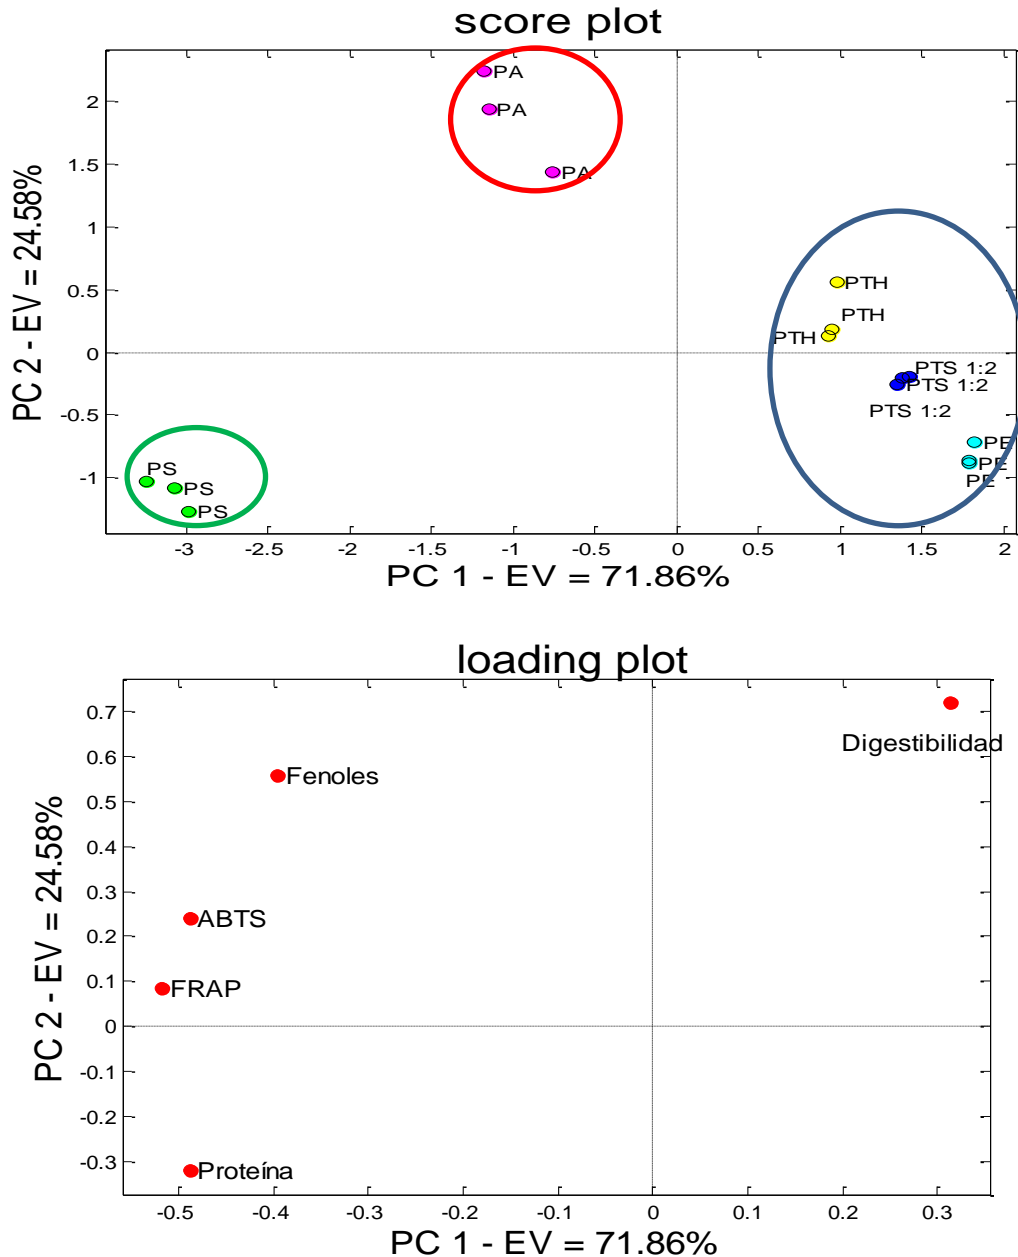 score plot
PC 2 - EV = 24.58%
2
1.5
1
0.5
0
-0.5
-1
PA
PA
PA
PTH
PTH
PTH
PTS 1:2
PTS 1:2
PTS 1:2
PE
PE
PE
PS
PS
PS
-3 -2.5 -2 -1.5 -1 -0.5 0 0.5 1 1.5 2
PC 1 - EV = 71.86%
loading plot
PC 2 - EV = 24.58%
0.7
0.6
0.5
0.4
0.3
0.2
0.1
0
-0.1
-0.2
-0.3
Digestibilidad
Fenoles
ABTS
FRAP
Proteína
-0.5 -0.4 -0.3 -0.2 -0.1 0 0.1 0.2 0.3
PC 1 - EV = 71.86%